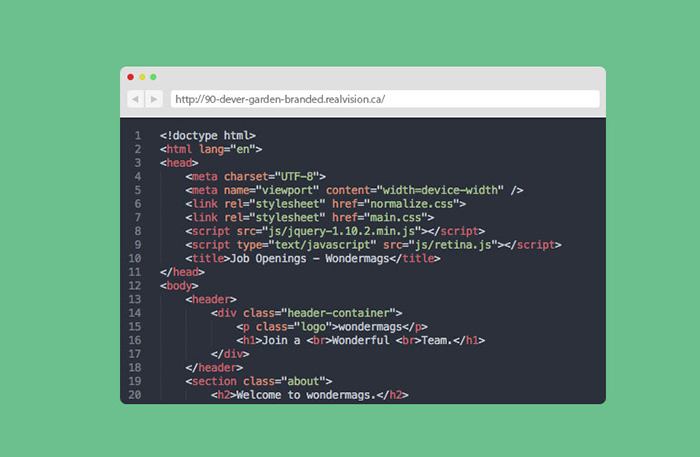 http://90-dever-garden-branded.realvision.ca/
1 <!doctype html>
2 <html lang="en">
3 <head>
4 <meta charset="UTF-8">
5 <meta name="viewport" content="width=device-width" />
6 <link rel="stylesheet" href="normalize.css">
7 <link rel="stylesheet" href="main.css">
8 <script src="js/jquery-1.10.2.min.js"></script>
9 <script type="text/javascript" src="js/retina.js"></script>
10 <title>Job Openings - Wondermags</title>
11 </head>
12 <body>
13 <header>
14 <div class="header-container">
15 <p class="logo">wondermags</p>
16 <h1>Join a <br>Wonderful <br>Team.</h1>
17 </div>
18 </header>
19 <section class="about">
20 <h2>Welcome to wondermags.</h2>